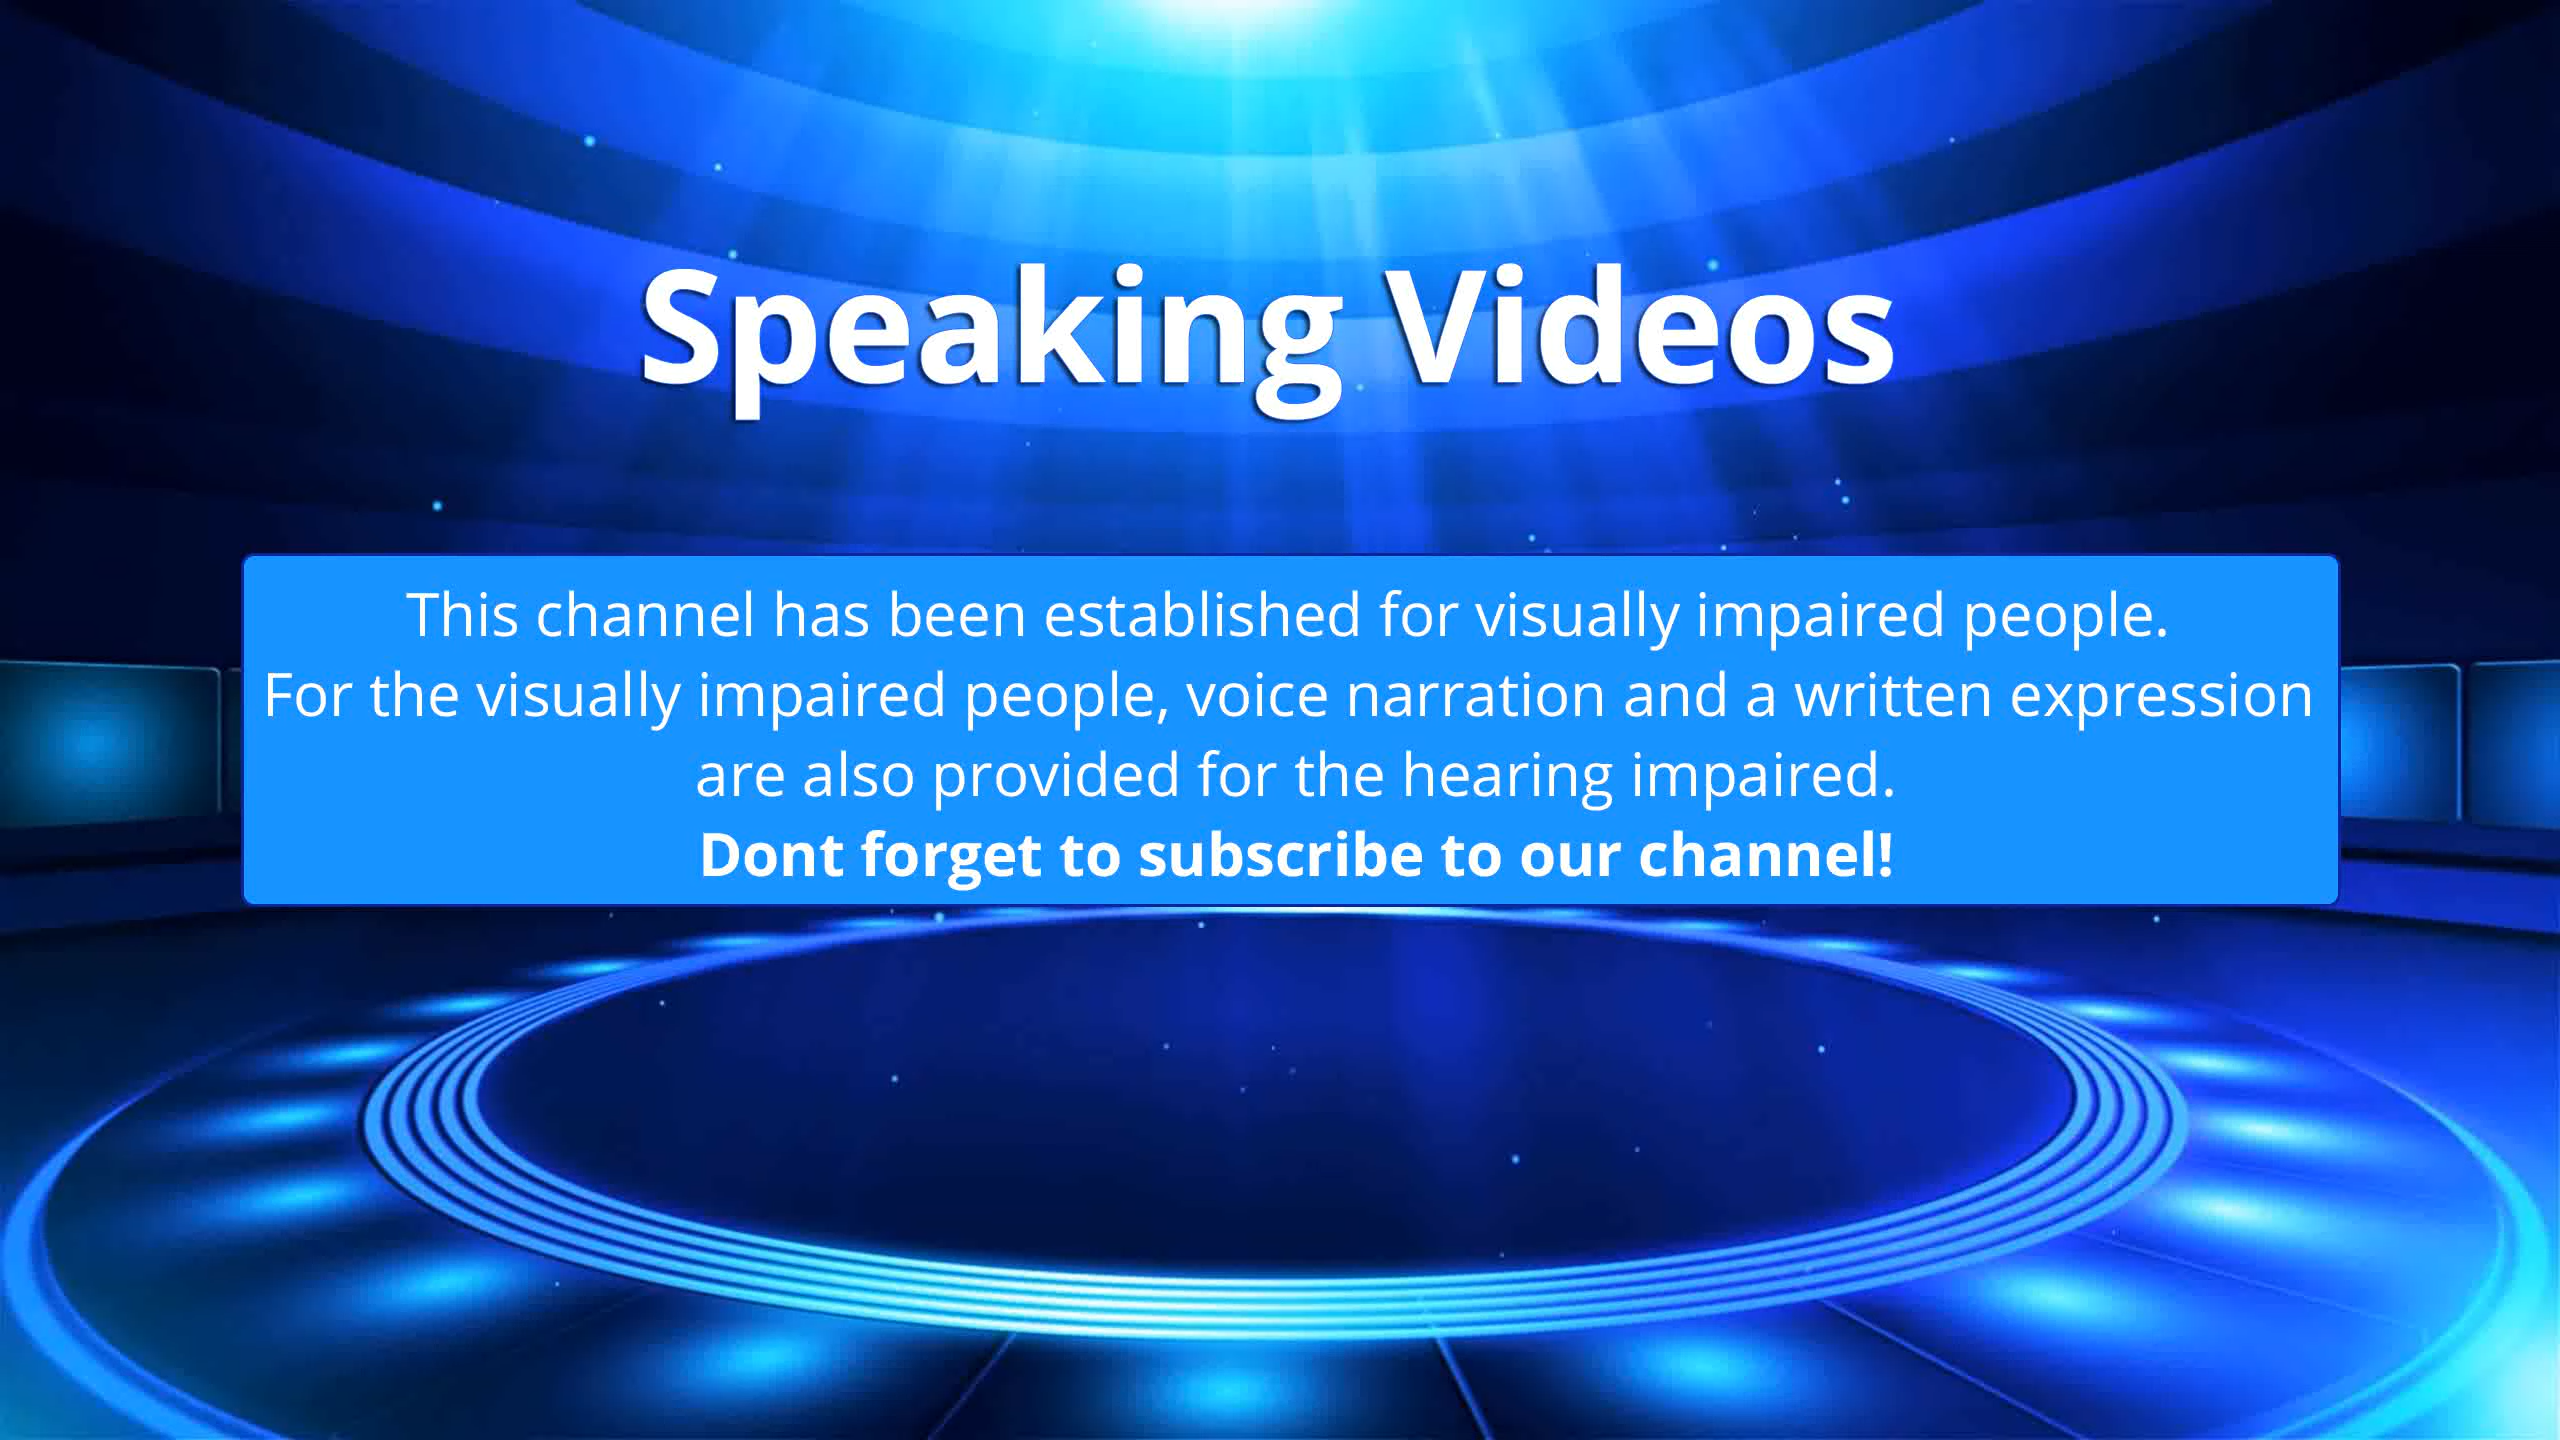 Speaking Videos
This channel has been established for visually impaired people.
For the visually impaired people, voice narration and a written expression
are also provided for the hearing impaired.
Dont forget to subscribe to our channel!